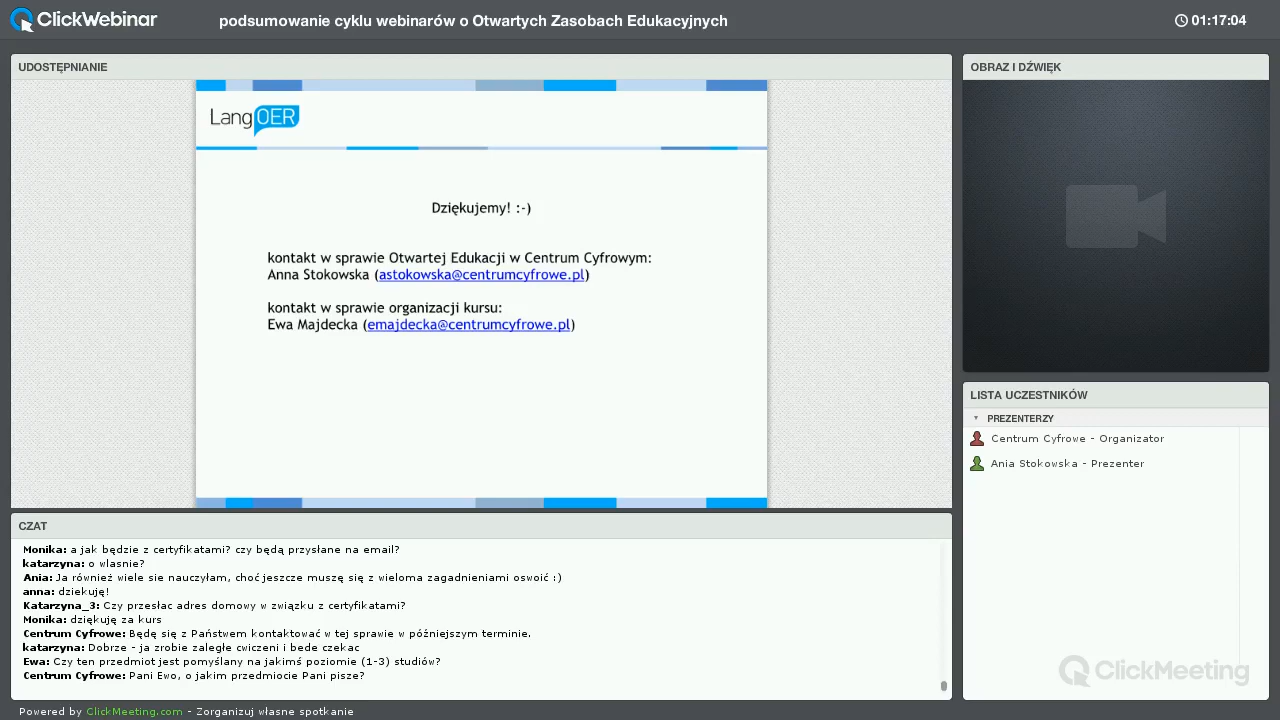 ClickWebinar
podsumowanie cyklu webinarów o Otwartych Zasobach Edukacyjnych
01:17:04
UDOSTĘPNIANIE
LangOER
Dziękujemy! :-)
kontakt w sprawie Otwartej Edukacji w Centrum Cyfrowym:
Anna Stokowska (astokowska@centrumcyfrowe.pl)
kontakt w sprawie organizacji kursu:
Ewa Majdecka (emajdecka@centrumcyfrowe.pl)
OBRAZ I DŹWIĘK
LISTA UCZESTNIKÓW
PREZENTERZY
Centrum Cyfrowe - Organizator
Ania Stokowska - Prezenter
ClickMeeting
CZAT
Monika: a jak będzie z certyfikatami? czy będą przysłane na email?
katarzyna: o wlasnie?
Ania: Ja również wiele sie nauczyłam, choć jeszcze muszę się z wieloma zagadnieniami oswoić :)
anna: dziekuję!
Katarzyna_3: Czy przesłac adres domowy w związku z certyfikatami?
Monika: dziękuję za kurs
Centrum Cyfrowe: Będę się z Państwem kontaktować w tej sprawie w późniejszym terminie.
katarzyna: Dobrze - ja zrobie zaległe cwiczeni i bede czekac
Ewa: Czy ten przedmiot jest pomyślany na jakimś poziomie (1-3) studiów?
Centrum Cyfrowe: Pani Ewo, o jakim przedmiocie Pani pisze?
Powered by ClickMeeting.com - Zorganizuj własne spotkanie